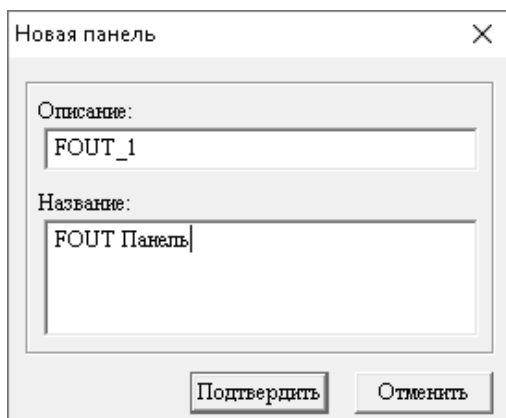 Новая панель
Описание:
FOUT_1
Название:
FOUT Панель
Подтвердить
Отменить